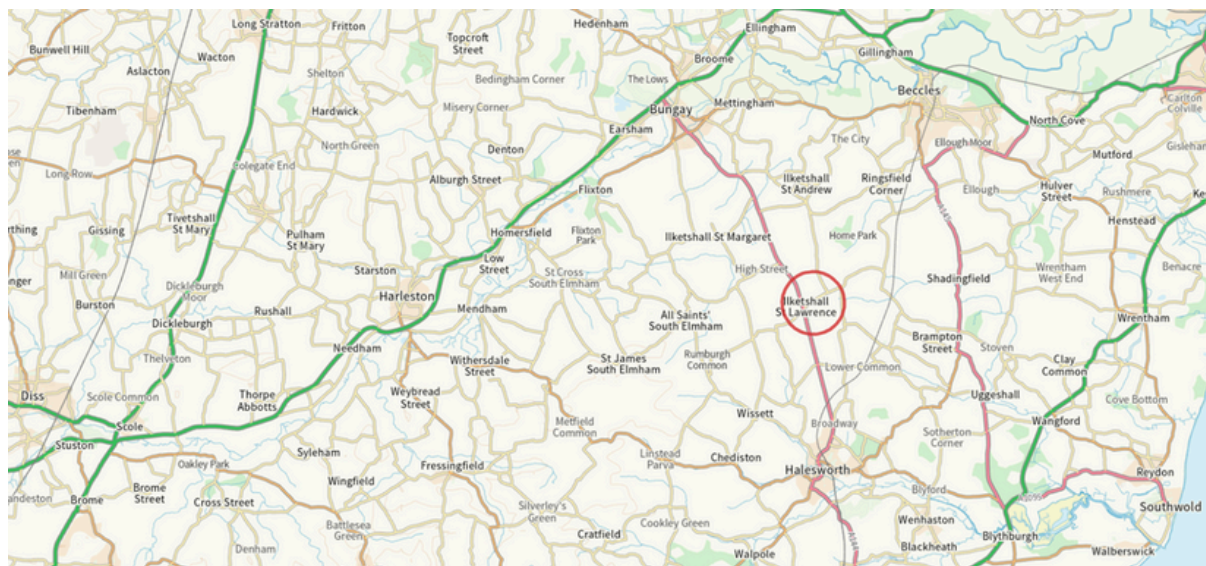 Long Stratton
Fritton
Hedenham
Ellingham
Bunwell Hill
Wacton
Topcroft
Street
Broome
Gillingham
Aslacton
Shelton
Bedingham Corner
The Lows
Beccles
Tibenham
Hardwick
Misery Corner
Bungay
Mettingham
Carlton
Colville
Earsham
North Cove
North Green
Denton
The City
Ellough Moor
Mutford
Long Row
Colegate End
Alburgh Street
Flixton
Ilketshall
St Andrew
Ringsfield
Corner
Ellough
Hulver
Street
Rushmere
Tivetshall
St Mary
Gissing
Pulham
St Mary
Homersfield
Flixton
Park
Ilketshall St Margaret
Home Park
A145
Henstead
Mill Green
Starston
Low
Street
St Cross
South Elmham
High Street
Shadingfield
Wrentham
West End
Benacre
Burston
Dickleburgh
Moor
Rushall
Harleston
Mendham
Ilketshall
St Lawrence
Dickleburgh
All Saints'
South Elmham
Wrentham
Needham
Brampton
Street
Stoven
Thelveton
Withersdale
Street
St James
South Elmham
Rumburgh
Common
Lower Common
Clay
Common
Diss
Scole Common
Thorpe
Abbotts
Weybread
Street
Uggeshall
Cove Bottom
Scole
Metfield
Common
Wissett
Broadway
Sotherton
Corner
Wangford
Stuston
Syleham
Oakley Park
Fressingfield
Linstead
Parva
Chediston
Halesworth
Reydon
Brome
Brome
Street
Cross Street
Wingfield
Silverley's
Green
Cookley Green
Blyford
A1095
Southwold
Battlesea
Green
Cratfield
Wenhaston
Denham
Walpole
A144
Blackheath
Blythburgh
Walberswick